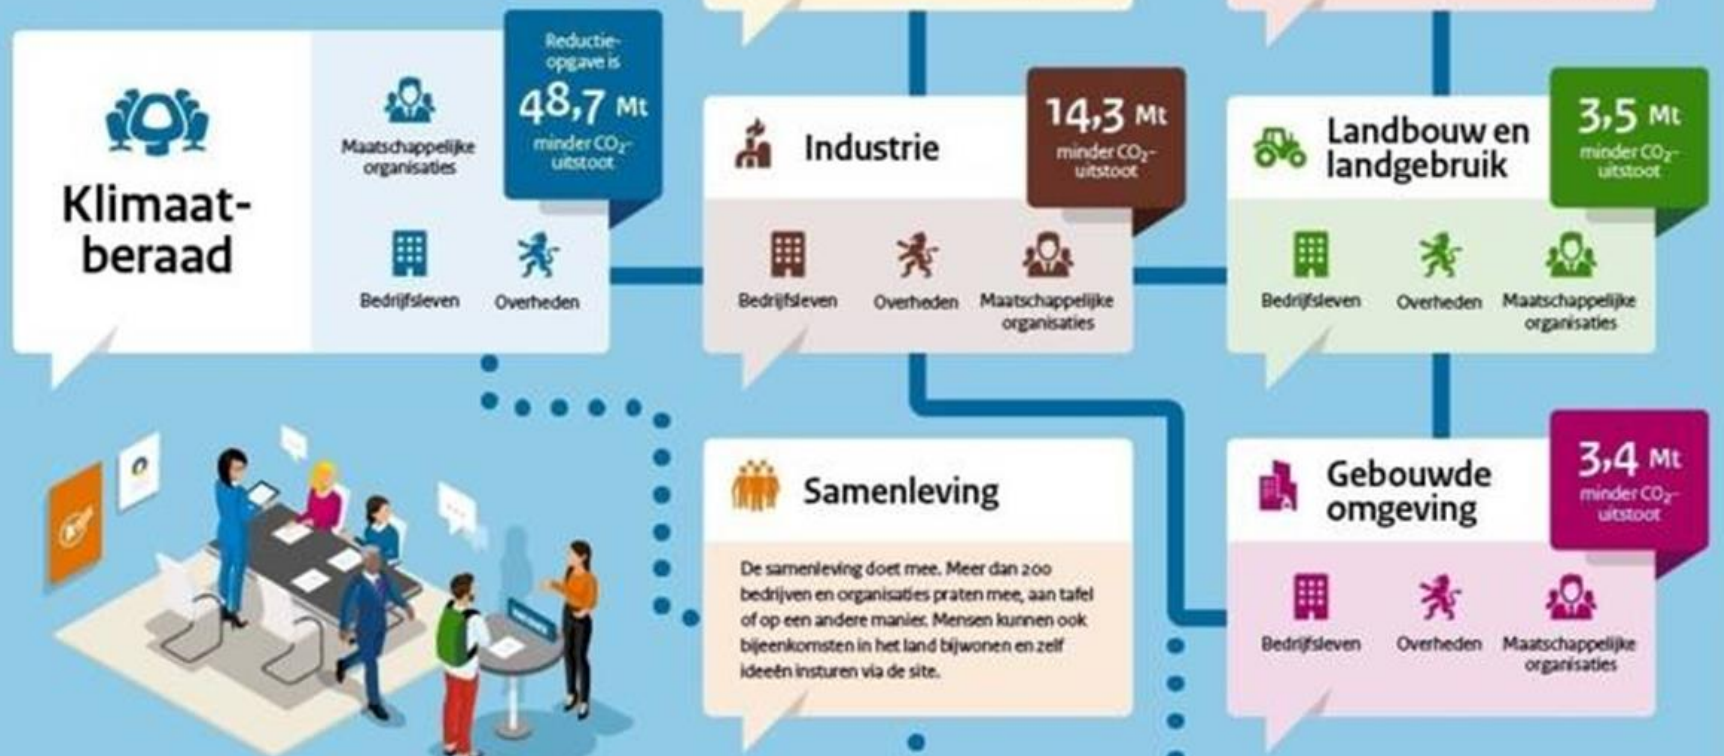 Klimaat-
beraad
Maatschappelijke
organisaties
Bedrijfsleven
Overheden
Reductie-
opgave is
48,7 Mt
minder CO₂-
uitstoot
Industrie
14,3 Mt
minder CO₂-
uitstoot
Bedrijfsleven
Overheden
Maatschappelijke
organisaties
Landbouw en
landgebruik
3,5 Mt
minder CO₂-
uitstoot
Bedrijfsleven
Overheden
Maatschappelijke
organisaties
Samenleving
De samenleving doet mee. Meer dan 200
bedrijven en organisaties praten mee, aan tafel
of op een andere manier. Mensen kunnen ook
bijeenkomsten in het land bijwonen en zelf
ideeën insturen via de site.
Gebouwde
omgeving
3,4 Mt
minder CO₂-
uitstoot
Bedrijfsleven
Overheden
Maatschappelijke
organisaties